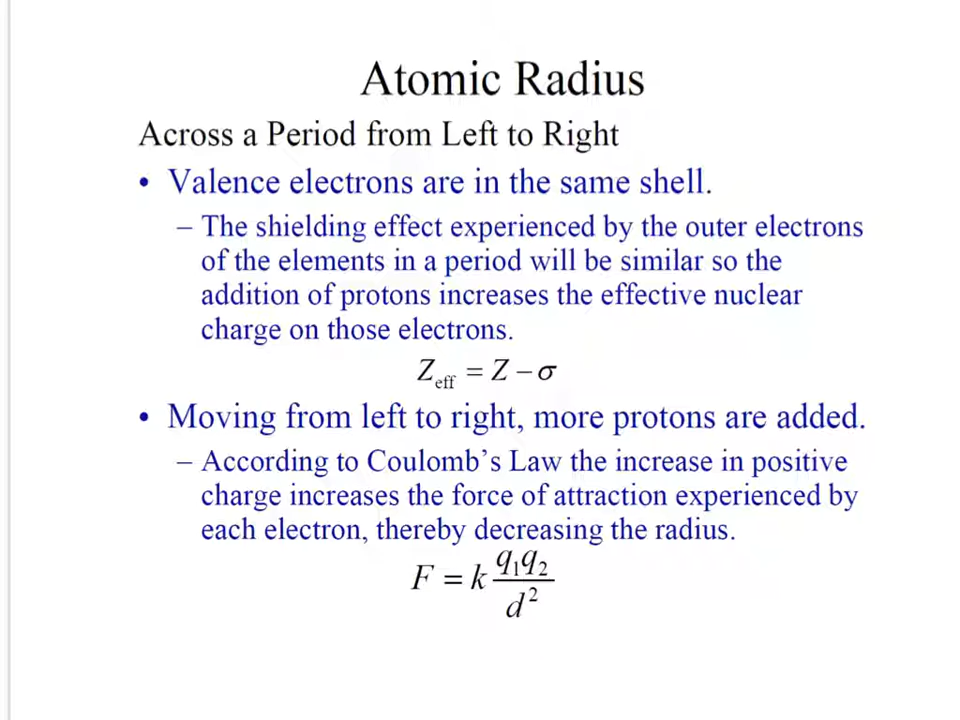 Atomic Radius
Across a Period from Left to Right
• Valence electrons are in the same shell.
– The shielding effect experienced by the outer electrons
of the elements in a period will be similar so the
addition of protons increases the effective nuclear
charge on those electrons.
Z_eff = Z − σ
• Moving from left to right, more protons are added.
– According to Coulomb's Law the increase in positive
charge increases the force of attraction experienced by
each electron, thereby decreasing the radius.
F = k q₁q₂ / d²